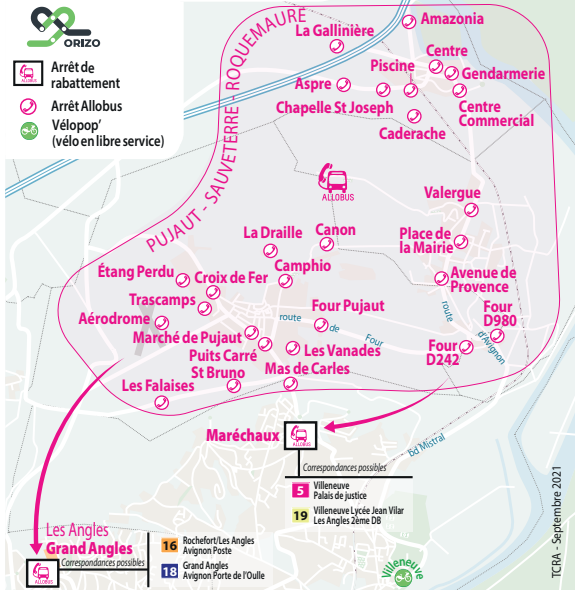 ORIZO
ALLOBUS
Arrêt de
rabattement
Arrêt Allobus
Vélopop'
(vélo en libre service)
PUJAUT - SAUVETERRE - ROQUEMAURE
Amazonia
La Gallinière
Centre
Piscine
Gendarmerie
Aspre
Chapelle St Joseph
Centre
Commercial
Caderache
ALLOBUS
Valergue
La Draille
Canon
Place de
la Mairie
Étang Perdu
Croix de Fer
Camphio
Avenue de
Provence
Trascamps
Four Pujaut
Four
D980
Aérodrome
route de Four
route d'Avignon
Marché de Pujaut
Puits Carré
Les Vanades
Four
D242
St Bruno
Mas de Carles
Les Falaises
Maréchaux
ALLOBUS
bd Mistral
Correspondances possibles
5 Villeneuve
Palais de justice
19 Villeneuve Lycée Jean Vilar
Les Angles 2ème DB
Les Angles
Grand Angles
ALLOBUS
Correspondances possibles
16 Rochefort/Les Angles
Avignon Poste
18 Grand Angles
Avignon Porte de l'Oulle
Villeneuve
TCRA - Septembre 2021